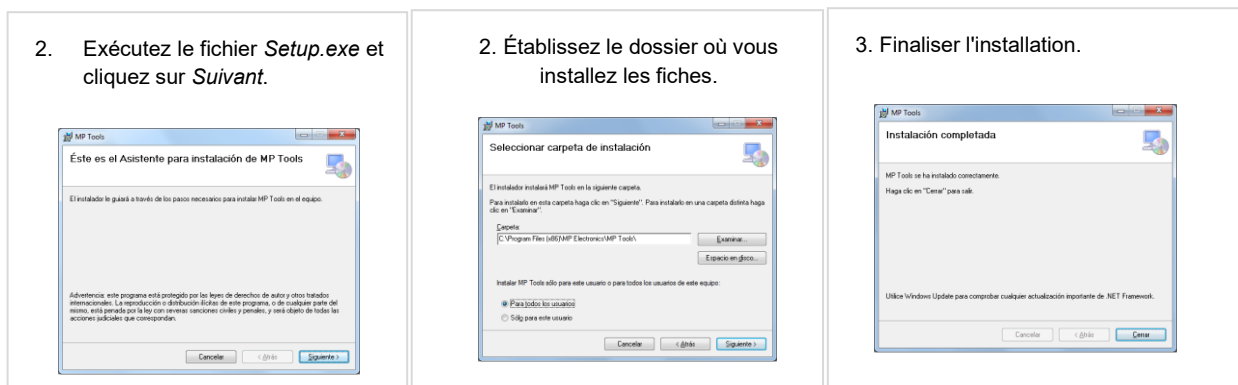 2. Exécutez le fichier Setup.exe et
cliquez sur Suivant.
MP Tools
Éste es el Asistente para instalación de MP Tools
El instalador le guiará a través de los pasos necesarios para instalar MP Tools en el equipo.
Advertencia: este programa está protegido por las leyes de derechos de autor y otros tratados
internacionales. La reproducción o distribución ilícitas de este programa, o de cualquier parte del
mismo, está penada por la ley con severas sanciones civiles y penales, y será objeto de todas las
acciones judiciales que correspondan.
Cancelar < Atrás Siguiente >
2. Établissez le dossier où vous
installez les fiches.
MP Tools
Seleccionar carpeta de instalación
El instalador instalará MP Tools en la siguiente carpeta.
Para instalarlo en esta carpeta haga clic en "Siguiente". Para instalarlo en una carpeta distinta haga
clic en "Examinar".
Carpeta:
C:\Program Files (x86)\MP Electronics\MP Tools\ Examinar...
Espacio en disco...
Instalar MP Tools sólo para este usuario o para todos los usuarios de este equipo:
Para todos los usuarios
Sólo para este usuario
Cancelar < Atrás Siguiente >
3. Finaliser l'installation.
MP Tools
Instalación completada
MP Tools se ha instalado correctamente.
Haga clic en "Cerrar" para salir.
Utilice Windows Update para comprobar cualquier actualización importante de .NET Framework.
Cancelar < Atrás Cerrar